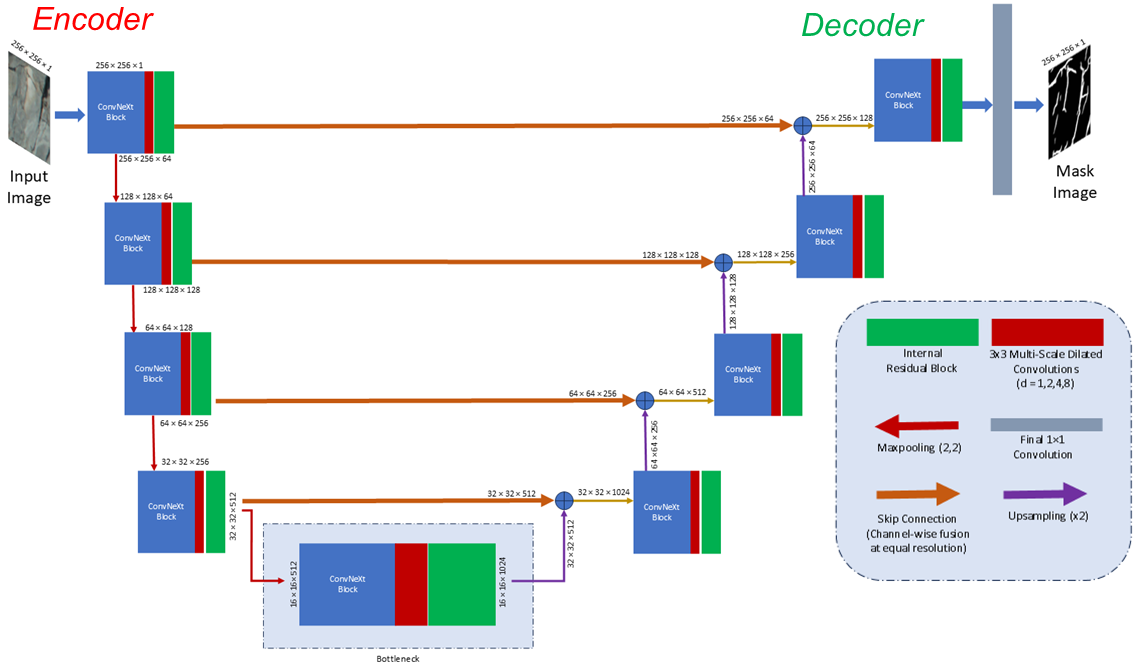 Encoder
Decoder
256 × 256 × 1
Input
Image
256 × 256 × 1
ConvNeXt
Block
256 × 256 × 64
256 × 256 × 64
256 × 256 × 128
ConvNeXt
Block
256 × 256 × 1
Mask
Image
256 × 256 × 64
128 × 128 × 64
ConvNeXt
Block
128 × 128 × 128
128 × 128 × 128
128 × 128 × 256
ConvNeXt
Block
128 × 128 × 128
64 × 64 × 128
ConvNeXt
Block
64 × 64 × 256
64 × 64 × 256
64 × 64 × 512
ConvNeXt
Block
64 × 64 × 256
32 × 32 × 256
ConvNeXt
Block
32 × 32 × 512
32 × 32 × 512
32 × 32 × 1024
ConvNeXt
Block
32 × 32 × 512
16 × 16 × 512
ConvNeXt
Block
16 × 16 × 1024
Bottleneck
Internal
Residual Block
3x3 Multi-Scale Dilated
Convolutions
(d = 1,2,4,8)
Maxpooling (2,2)
Final 1×1
Convolution
Skip Connection
(Channel-wise fusion
at equal resolution)
Upsampling (x2)